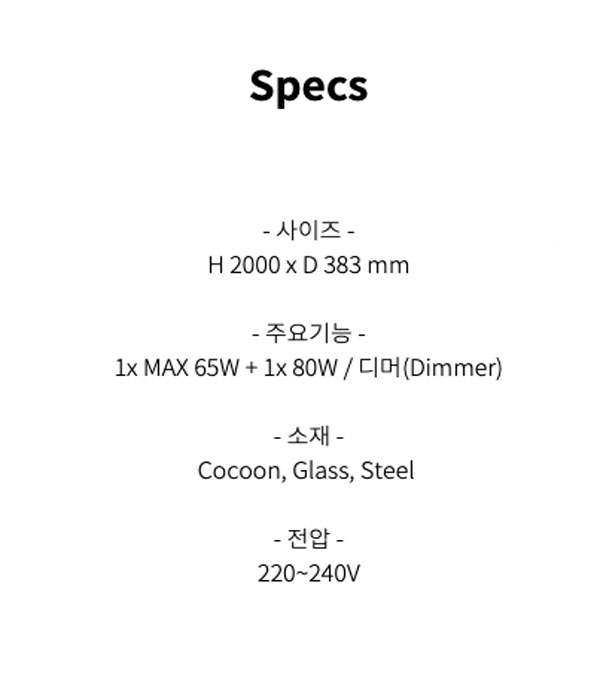 Specs
- 사이즈 -
H 2000 x D 383 mm
- 주요기능 -
1x MAX 65W + 1x 80W / 디머(Dimmer)
- 소재 -
Cocoon, Glass, Steel
- 전압 -
220~240V